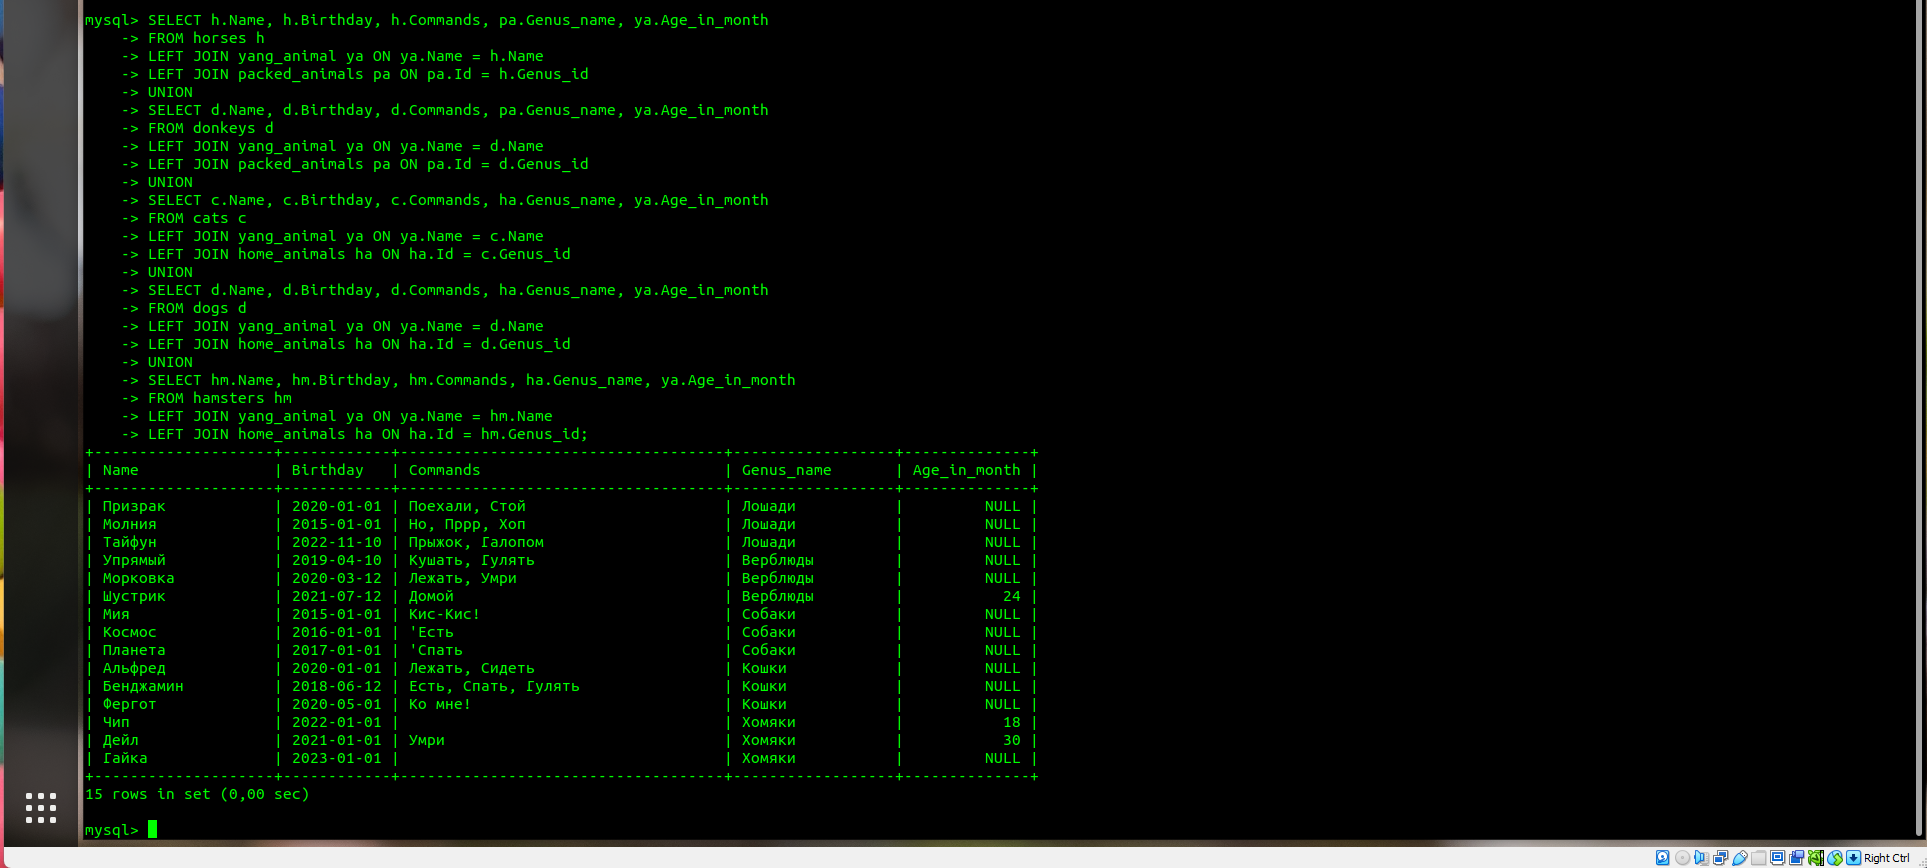 mysql> SELECT h.Name, h.Birthday, h.Commands, pa.Genus_name, ya.Age_in_month
    -> FROM horses h
    -> LEFT JOIN yang_animal ya ON ya.Name = h.Name
    -> LEFT JOIN packed_animals pa ON pa.Id = h.Genus_id
    -> UNION
    -> SELECT d.Name, d.Birthday, d.Commands, pa.Genus_name, ya.Age_in_month
    -> FROM donkeys d
    -> LEFT JOIN yang_animal ya ON ya.Name = d.Name
    -> LEFT JOIN packed_animals pa ON pa.Id = d.Genus_id
    -> UNION
    -> SELECT c.Name, c.Birthday, c.Commands, ha.Genus_name, ya.Age_in_month
    -> FROM cats c
    -> LEFT JOIN yang_animal ya ON ya.Name = c.Name
    -> LEFT JOIN home_animals ha ON ha.Id = c.Genus_id
    -> UNION
    -> SELECT d.Name, d.Birthday, d.Commands, ha.Genus_name, ya.Age_in_month
    -> FROM dogs d
    -> LEFT JOIN yang_animal ya ON ya.Name = d.Name
    -> LEFT JOIN home_animals ha ON ha.Id = d.Genus_id
    -> UNION
    -> SELECT hm.Name, hm.Birthday, hm.Commands, ha.Genus_name, ya.Age_in_month
    -> FROM hamsters hm
    -> LEFT JOIN yang_animal ya ON ya.Name = hm.Name
    -> LEFT JOIN home_animals ha ON ha.Id = hm.Genus_id;
+--------------------+------------+------------------------------------+------------------+--------------+
| Name               | Birthday   | Commands                           | Genus_name       | Age_in_month |
+--------------------+------------+------------------------------------+------------------+--------------+
| Призрак            | 2020-01-01 | Поехали, Стой                      | Лошади           |         NULL |
| Молния             | 2015-01-01 | Но, Пррр, Хоп                      | Лошади           |         NULL |
| Тайфун             | 2022-11-10 | Прыжок, Галопом                    | Лошади           |         NULL |
| Упрямый            | 2019-04-10 | Кушать, Гулять                     | Верблюды         |         NULL |
| Морковка           | 2020-03-12 | Лежать, Умри                       | Верблюды         |         NULL |
| Шустрик            | 2021-07-12 | Домой                              | Верблюды         |           24 |
| Мия                | 2015-01-01 | Кис-Кис!                           | Собаки           |         NULL |
| Космос             | 2016-01-01 | 'Есть                              | Собаки           |         NULL |
| Планета            | 2017-01-01 | 'Спать                             | Собаки           |         NULL |
| Альфред            | 2020-01-01 | Лежать, Сидеть                     | Кошки            |         NULL |
| Бенджамин          | 2018-06-12 | Есть, Спать, Гулять                | Кошки            |         NULL |
| Фергот             | 2020-05-01 | Ко мне!                            | Кошки            |         NULL |
| Чип                | 2022-01-01 |                                    | Хомяки           |           18 |
| Дейл               | 2021-01-01 | Умри                               | Хомяки           |           30 |
| Гайка              | 2023-01-01 |                                    | Хомяки           |         NULL |
+--------------------+------------+------------------------------------+------------------+--------------+
15 rows in set (0,00 sec)
mysql>
Right Ctrl